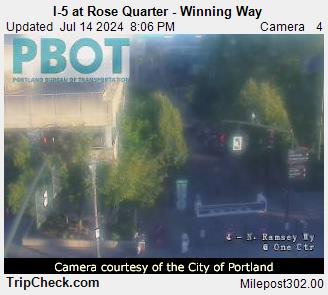 I-5 at Rose Quarter - Winning Way
Updated Jul 14 2024 8:06 PM Camera 4
PBOT
PORTLAND BUREAU OF TRANSPORTATION
4 - N. Ramsey Wy
@ One Ctr
Camera courtesy of the City of Portland
TripCheck.com Milepost302.00